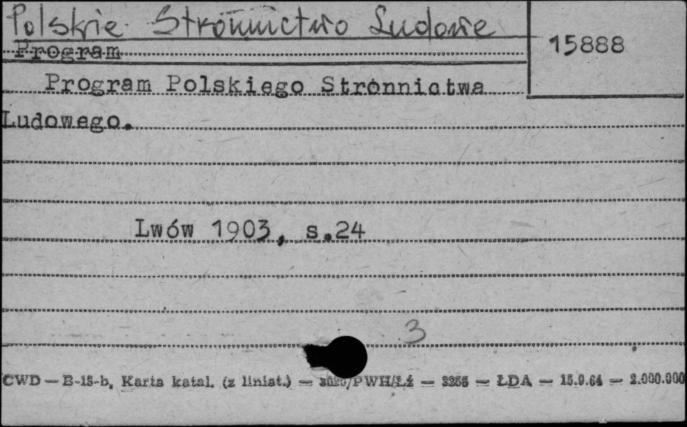 Polskie Stronnictwo Ludowe
15888
Program
Program Polskiego Stronnictwa
Ludowego.
Lwów 1903, s.24
3
CWD — B-15-b, Karta katal. (z liniat.) — /PWH/Łź — — ŁDA — 15.9.64 — 2.000.000